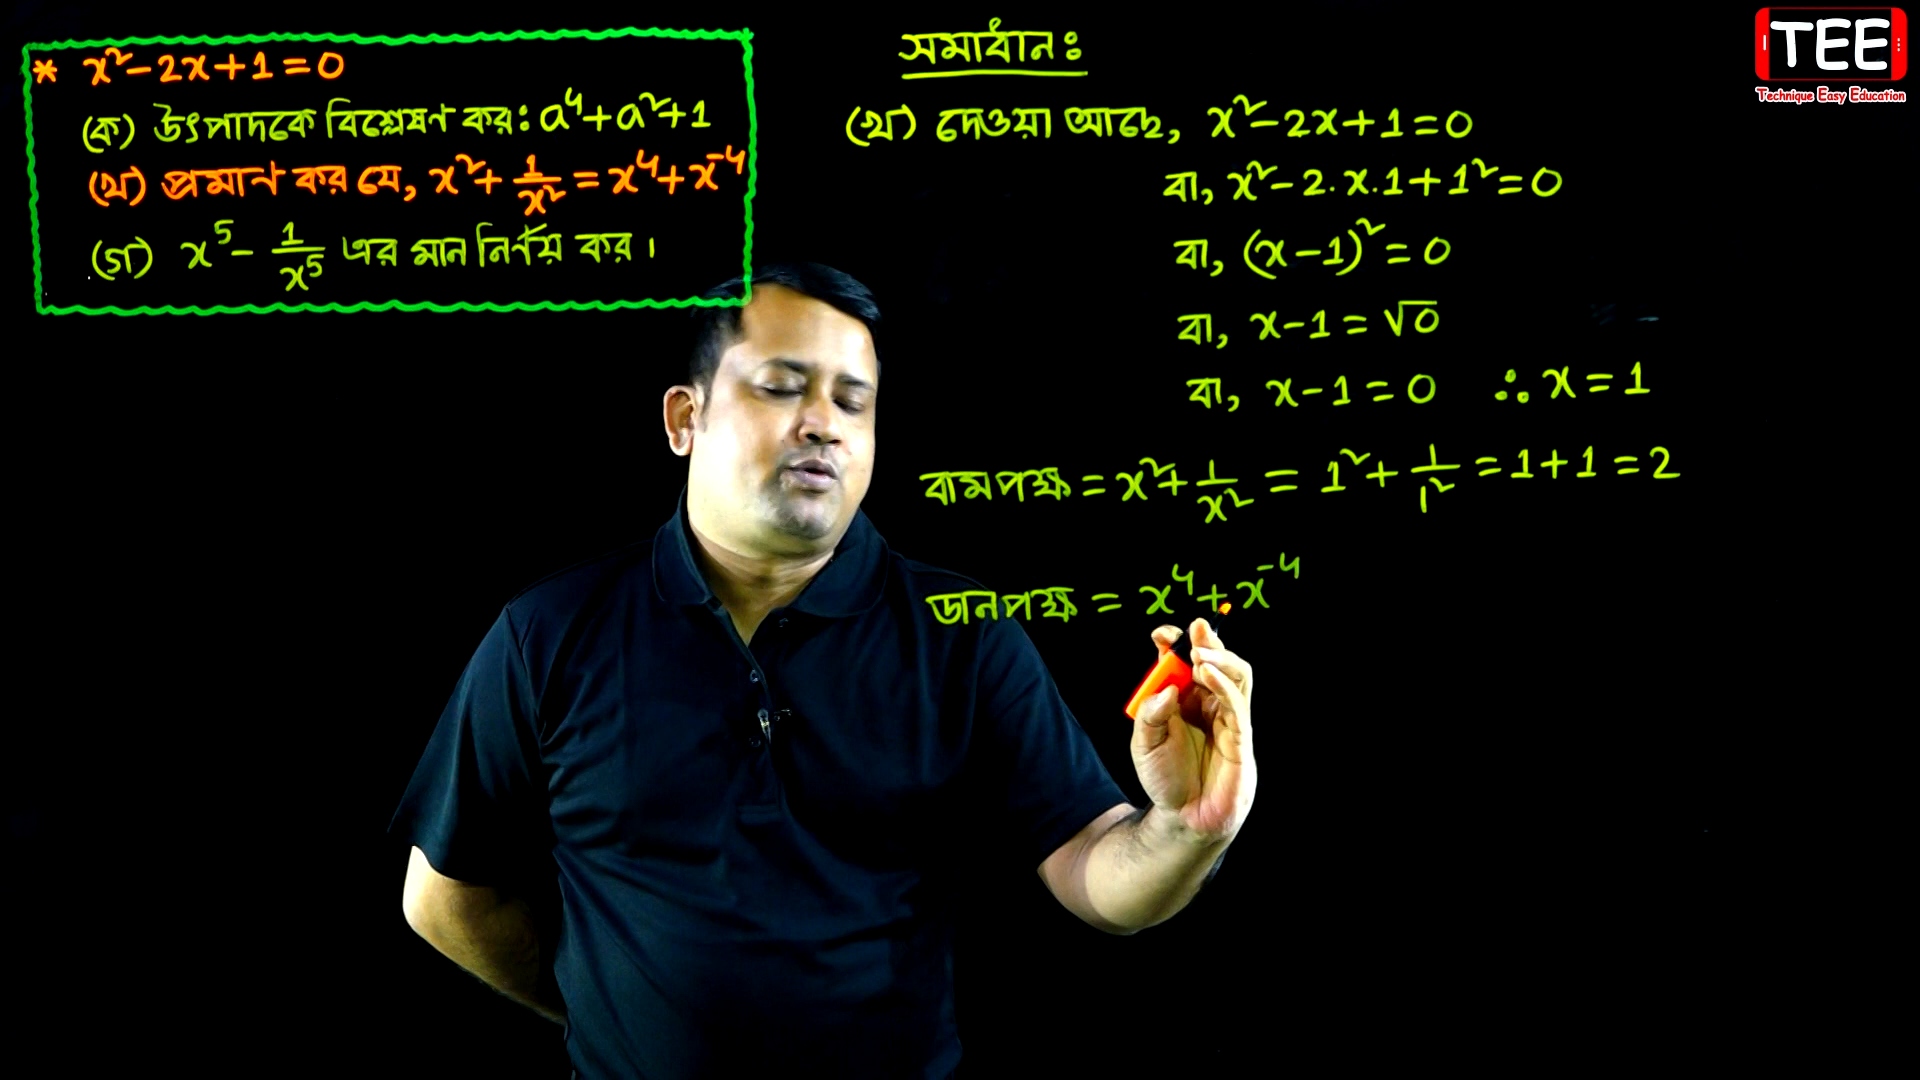 * x²-2x+1=0
(ক) উৎপাদকে বিশ্লেষণ কর: a⁴+a²+1
(খ) প্রমাণ কর যে, x²+1/x²=x⁴+x⁻⁴
(গ) x⁵-1/x⁵ এর মান নির্ণয় কর।
সমাধানঃ
(খ) দেওয়া আছে, x²-2x+1=0
বা, x²-2.x.1+1²=0
বা, (x-1)²=0
বা, x-1=√0
বা, x-1=0 ∴x=1
বামপক্ষ=x²+1/x²=1²+1/1²=1+1=2
ডানপক্ষ=x⁴+x⁻⁴
TEE
Technique Easy Education